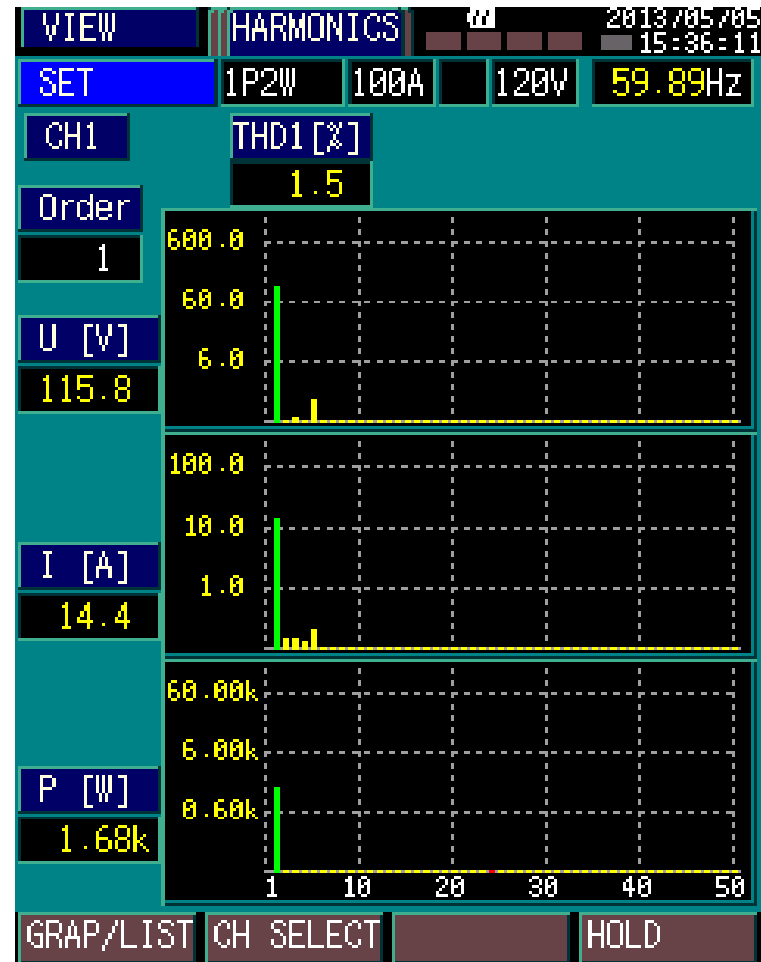 VIEW HARMONICS 2013/05/05
15:36:11
SET 1P2W 100A 120V 59.89Hz
CH1 THD1[%]
1.5
Order
1
600.0
60.0
U [V]
6.0
115.8
100.0
10.0
I [A]
1.0
14.4
60.00k
6.00k
P [W]
0.60k
1.68k
1 10 20 30 40 50
GRAP/LIST CH SELECT HOLD